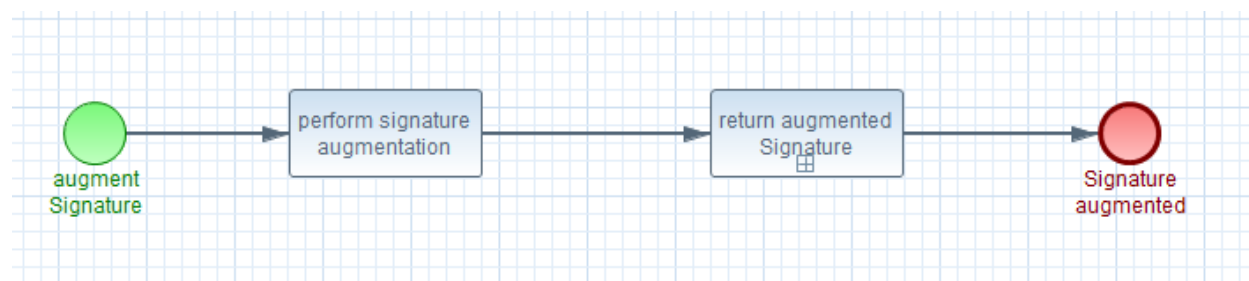 augment
Signature
perform signature
augmentation
return augmented
Signature
Signature
augmented